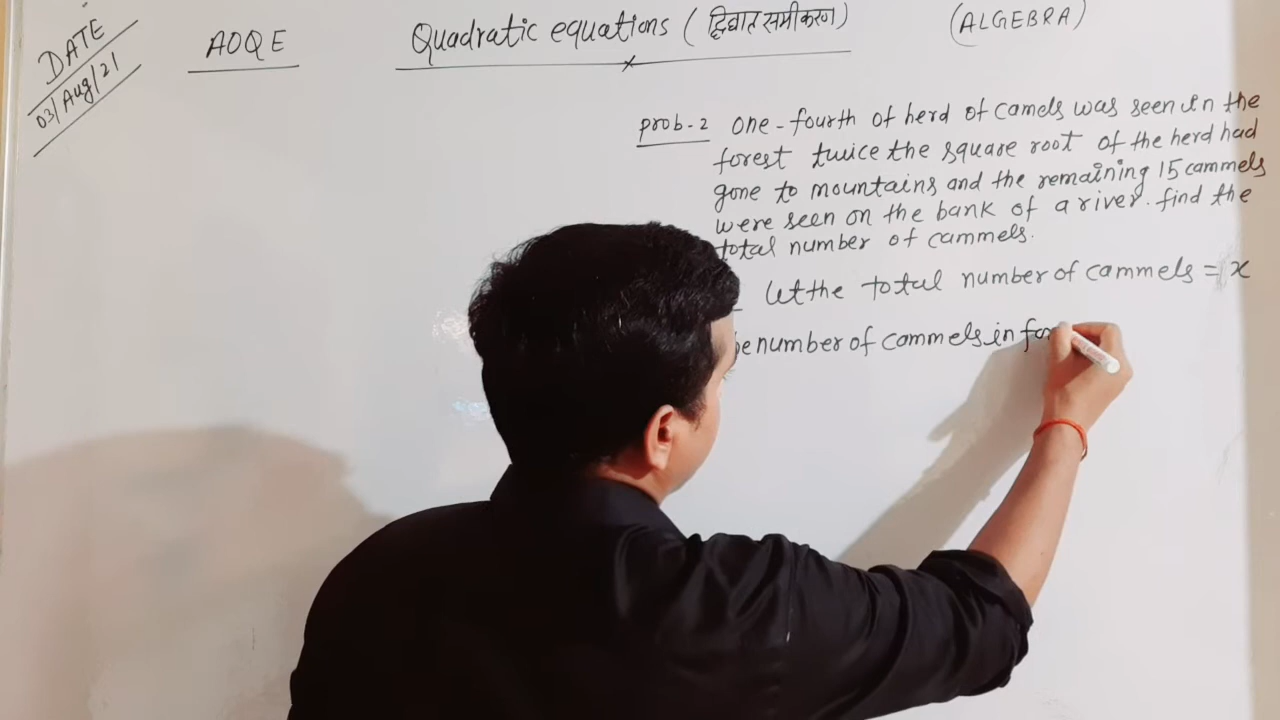 DATE
03/Aug/21
AOQE
Quadratic equations (द्विघात समीकरण)
(ALGEBRA)
prob-2 One-fourth of herd of camels was seen in the
forest twice the square root of the herd had
gone to mountains and the remaining 15 cammels
were seen on the bank of a river. find the
total number of cammels.
let the total number of cammels = x
number of cammels in